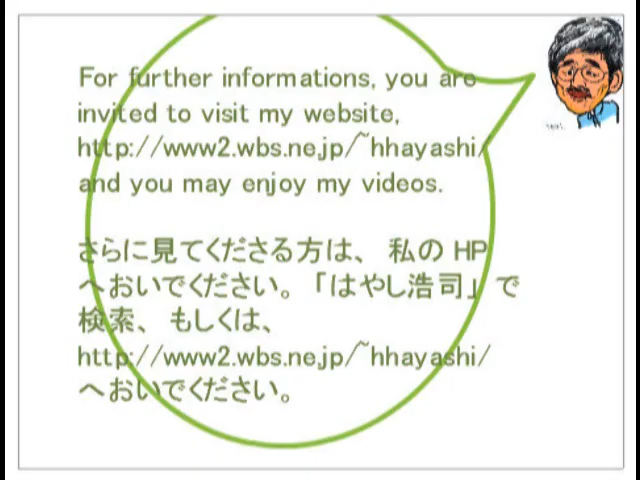 For further informations, you are
invited to visit my website,
http://www2.wbs.ne.jp/~hhayashi/
and you may enjoy my videos.
さらに見てくださる方は、 私の HP
へおいでください。「はやし浩司」 で
検索、 もしくは、
http://www2.wbs.ne.jp/~hhayashi/
へおいでください。